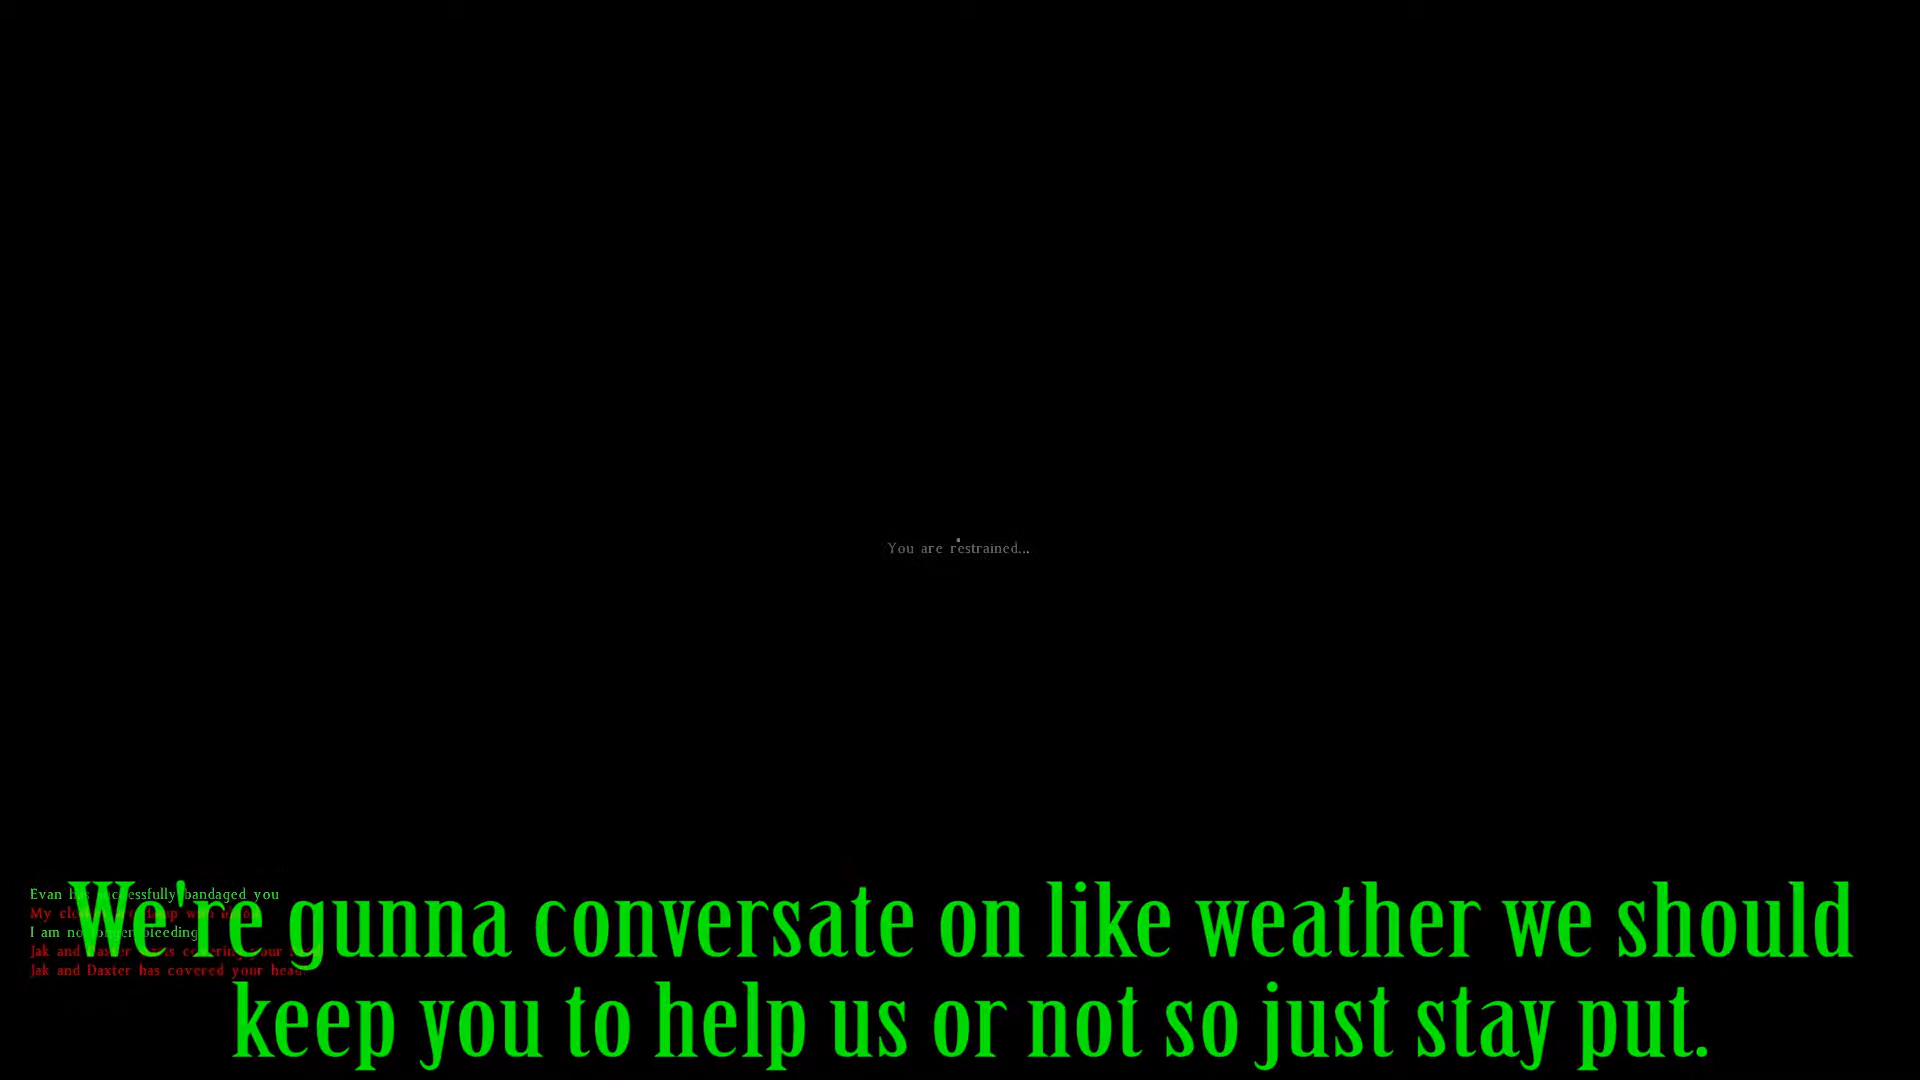 You are restrained...
Evan has successfully bandaged you
I am no longer bleeding
Jak and Daxter has covered your head
We're gunna conversate on like weather we should
keep you to help us or not so just stay put.